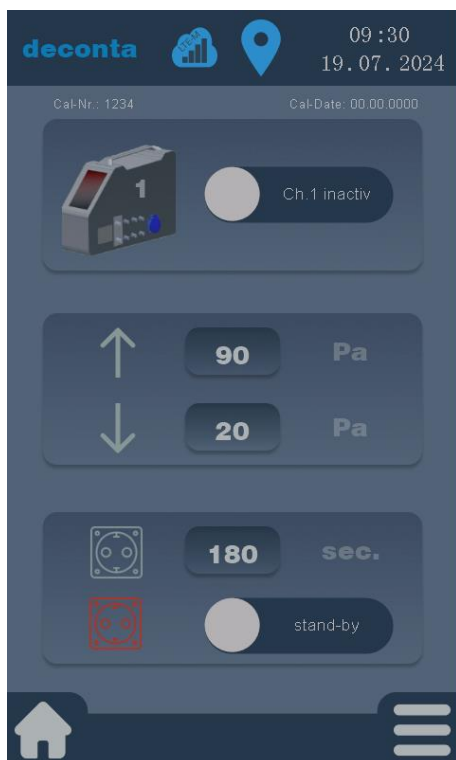 deconta
LTE-M
09:30
19.07.2024
Cal-Nr.: 1234
Cal-Date: 00.00.0000
1
Ch.1 inactiv
90 Pa
20 Pa
180 sec.
stand-by